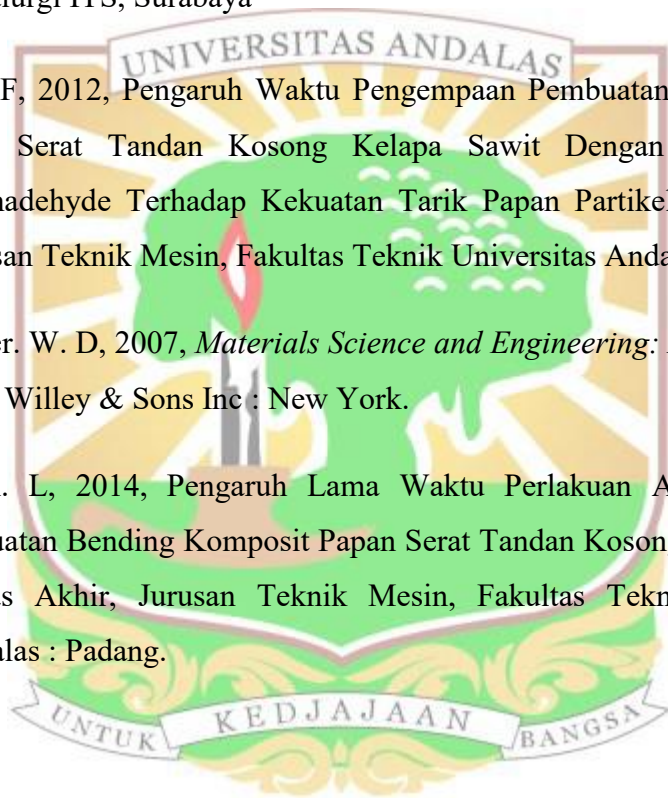 ITS, Surabaya
UNIVERSITAS ANDALAS
F, 2012, Pengaruh Waktu Pengempaan Pembuatan
Serat Tandan Kosong Kelapa Sawit Dengan
adehyde Terhadap Kekuatan Tarik Papan Partikel
san Teknik Mesin, Fakultas Teknik Universitas Anda
er. W. D, 2007, Materials Science and Engineering:
Willey & Sons Inc : New York.
. L, 2014, Pengaruh Lama Waktu Perlakuan A
uatan Bending Komposit Papan Serat Tandan Koson
s Akhir, Jurusan Teknik Mesin, Fakultas Tekn
alas : Padang.
UNTUK KEDJAJAAN BANGSA